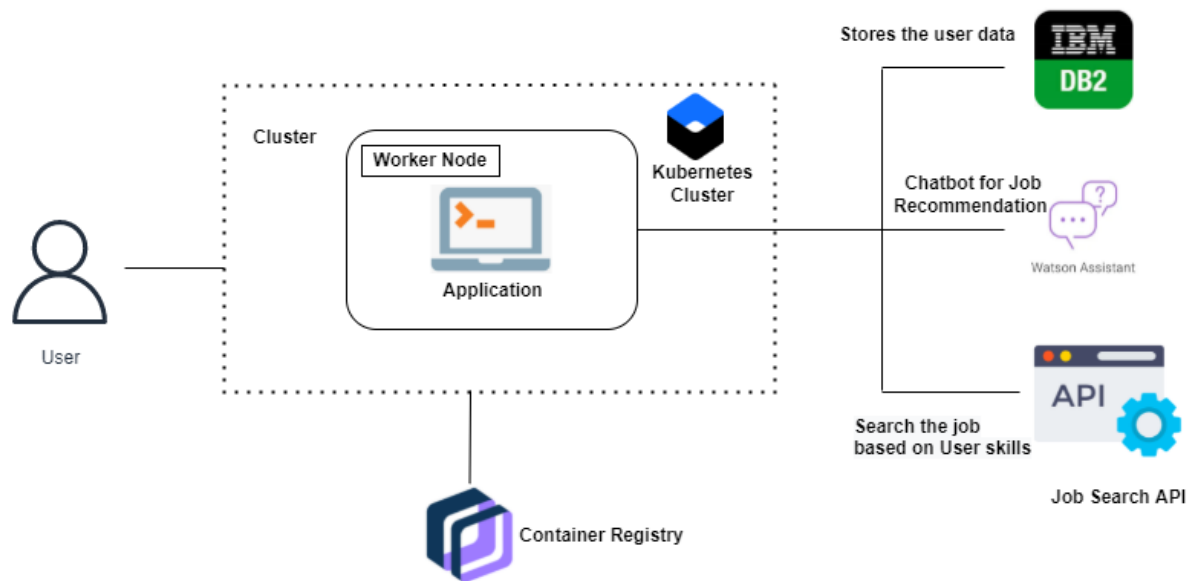 Stores the user data
IBM
DB2
Cluster
Worker Node
Kubernetes
Cluster
Application
Chatbot for Job
Recommendation
?
Watson Assistant
User
API
Search the job
based on User skills
Job Search API
Container Registry